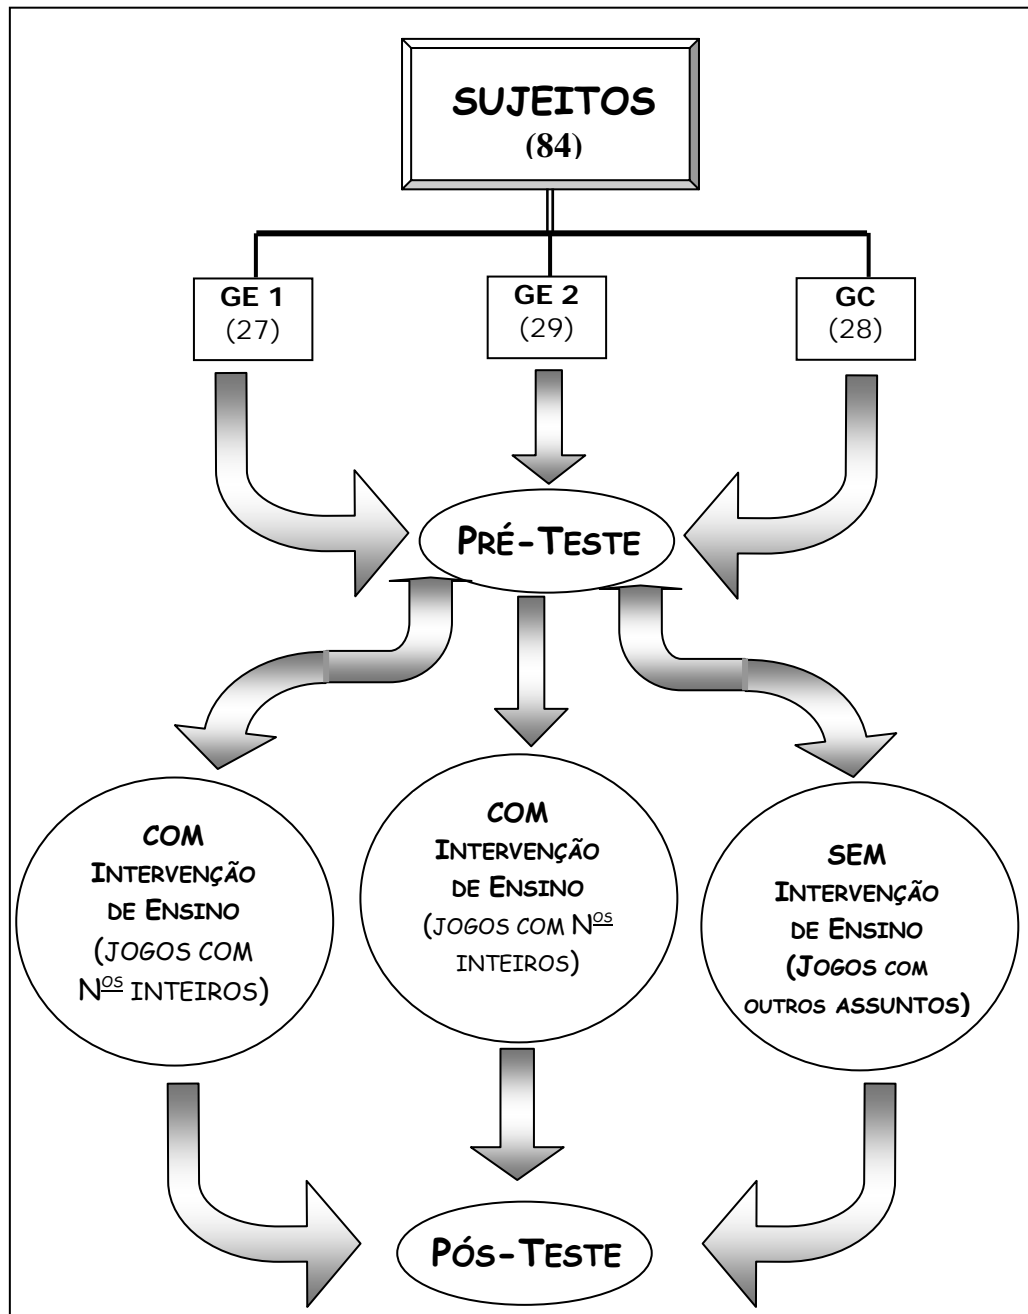 SUJEITOS
(84)
GE 1
(27)
GE 2
(29)
GC
(28)
PRÉ-TESTE
COM
INTERVENÇÃO
DE ENSINO
(JOGOS COM
Nos INTEIROS)
COM
INTERVENÇÃO
DE ENSINO
(JOGOS COM Nos
INTEIROS)
SEM
INTERVENÇÃO
DE ENSINO
(JOGOS COM
OUTROS ASSUNTOS)
PÓS-TESTE